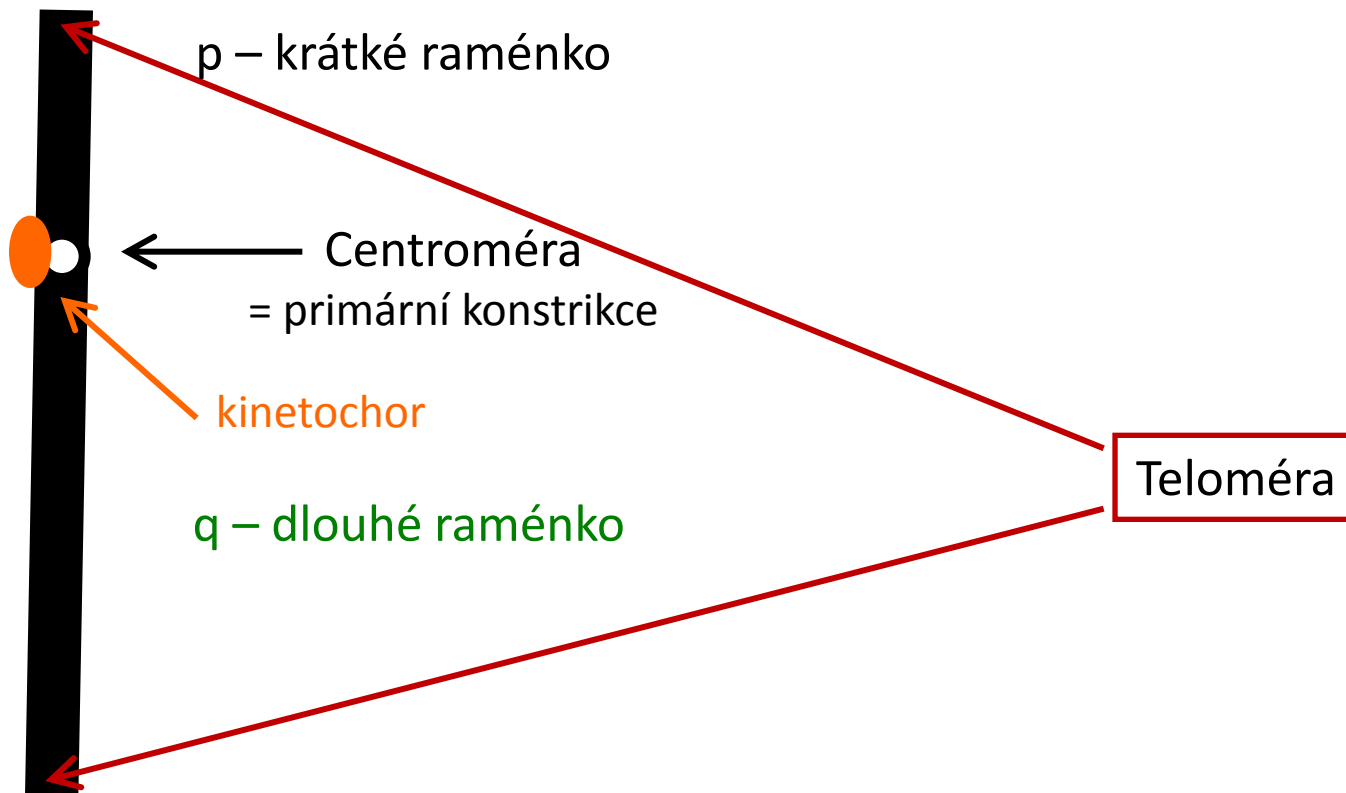 p – krátké raménko
Centroméra
= primární konstrikce
kinetochor
Teloméra
q – dlouhé raménko